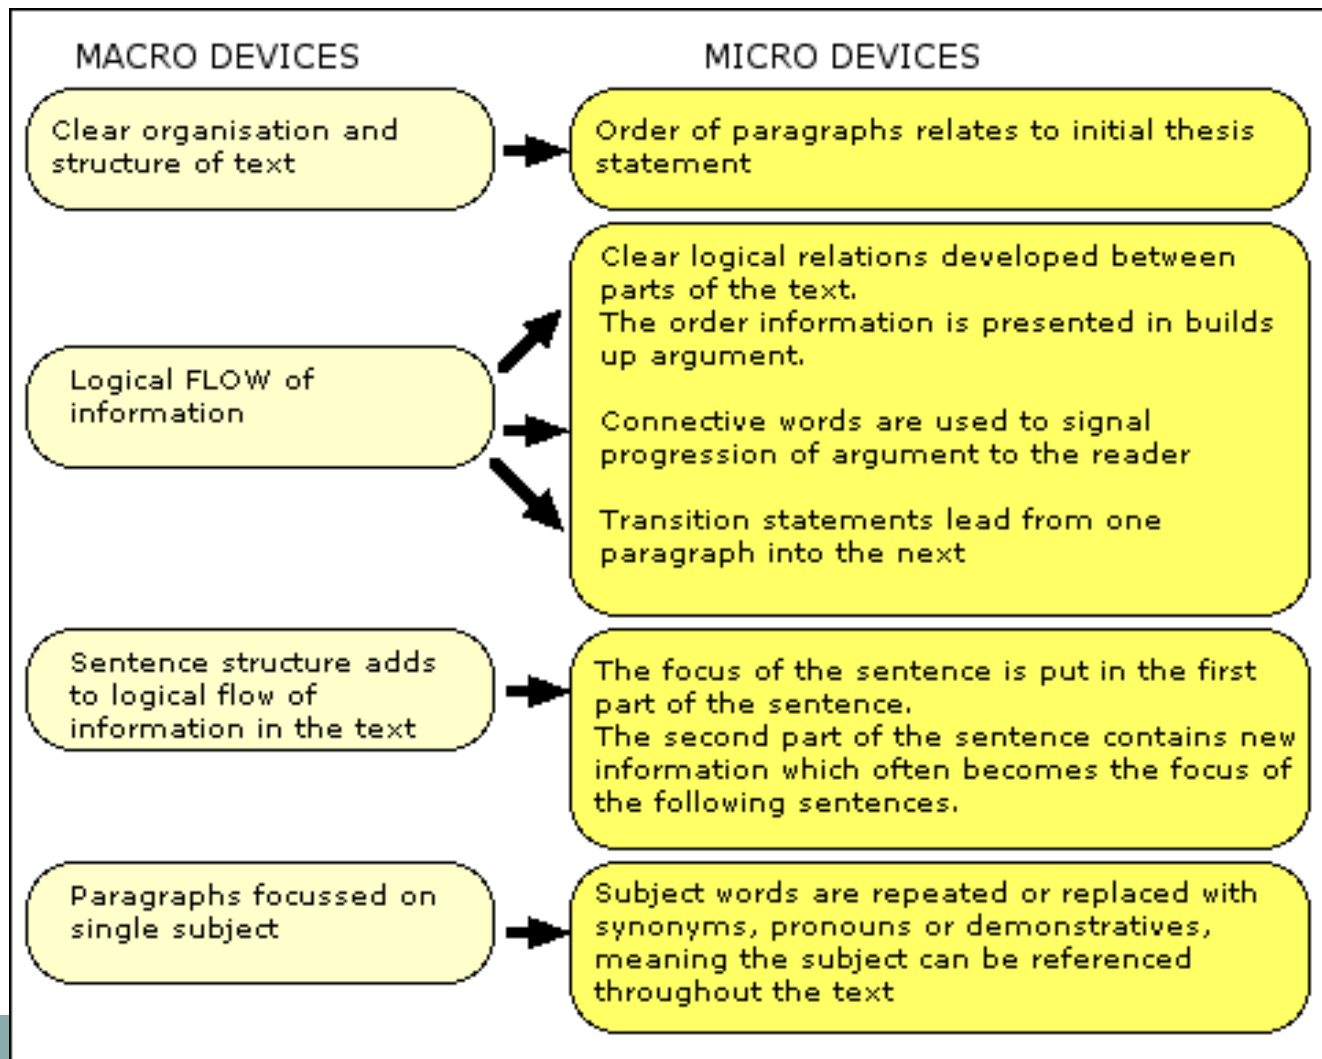 MACRO DEVICES
MICRO DEVICES
Clear organisation and
structure of text
Order of paragraphs relates to initial thesis
statement
Logical FLOW of
information
Clear logical relations developed between
parts of the text.
The order information is presented in builds
up argument.
Connective words are used to signal
progression of argument to the reader
Transition statements lead from one
paragraph into the next
Sentence structure adds
to logical flow of
information in the text
The focus of the sentence is put in the first
part of the sentence.
The second part of the sentence contains new
information which often becomes the focus of
the following sentences.
Paragraphs focussed on
single subject
Subject words are repeated or replaced with
synonyms, pronouns or demonstratives,
meaning the subject can be referenced
throughout the text